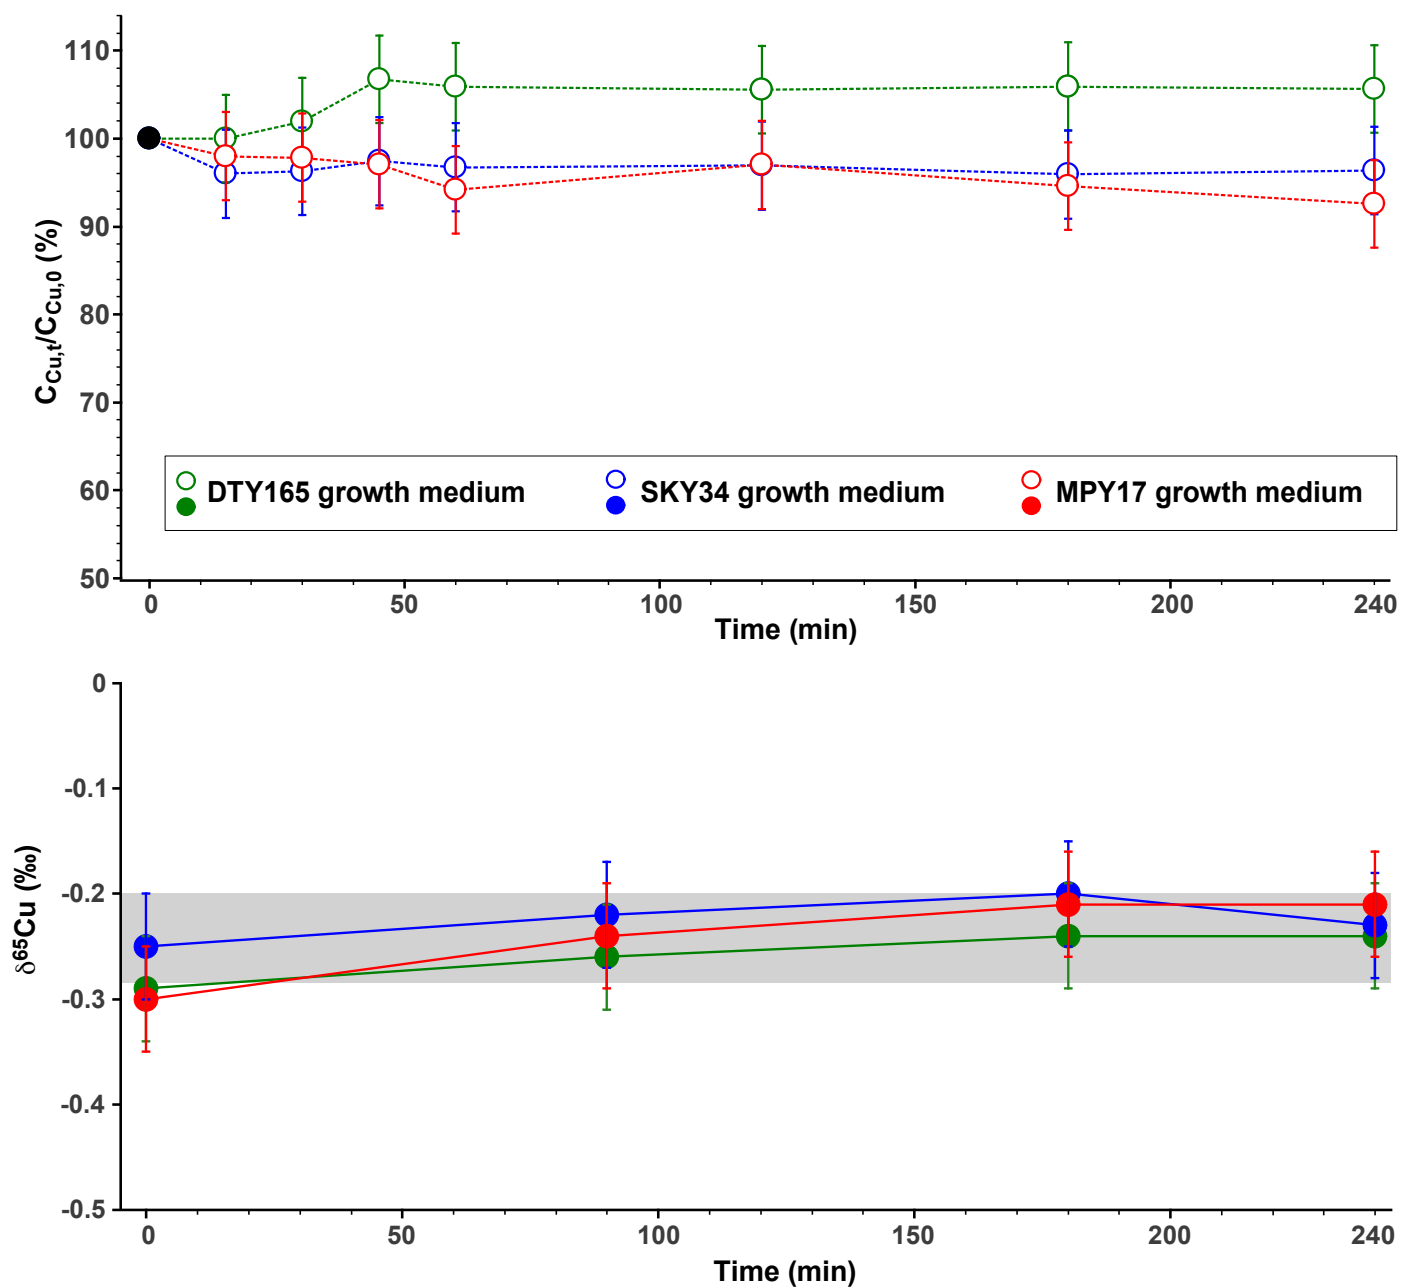 110
100
90
80
70
60
50
C_Cu,t/C_Cu,0 (%)
DTY165 growth medium
SKY34 growth medium
MPY17 growth medium
0 50 100 150 200 240
Time (min)
0
-0.1
-0.2
-0.3
-0.4
-0.5
δ⁶⁵Cu (‰)
0 50 100 150 200 240
Time (min)